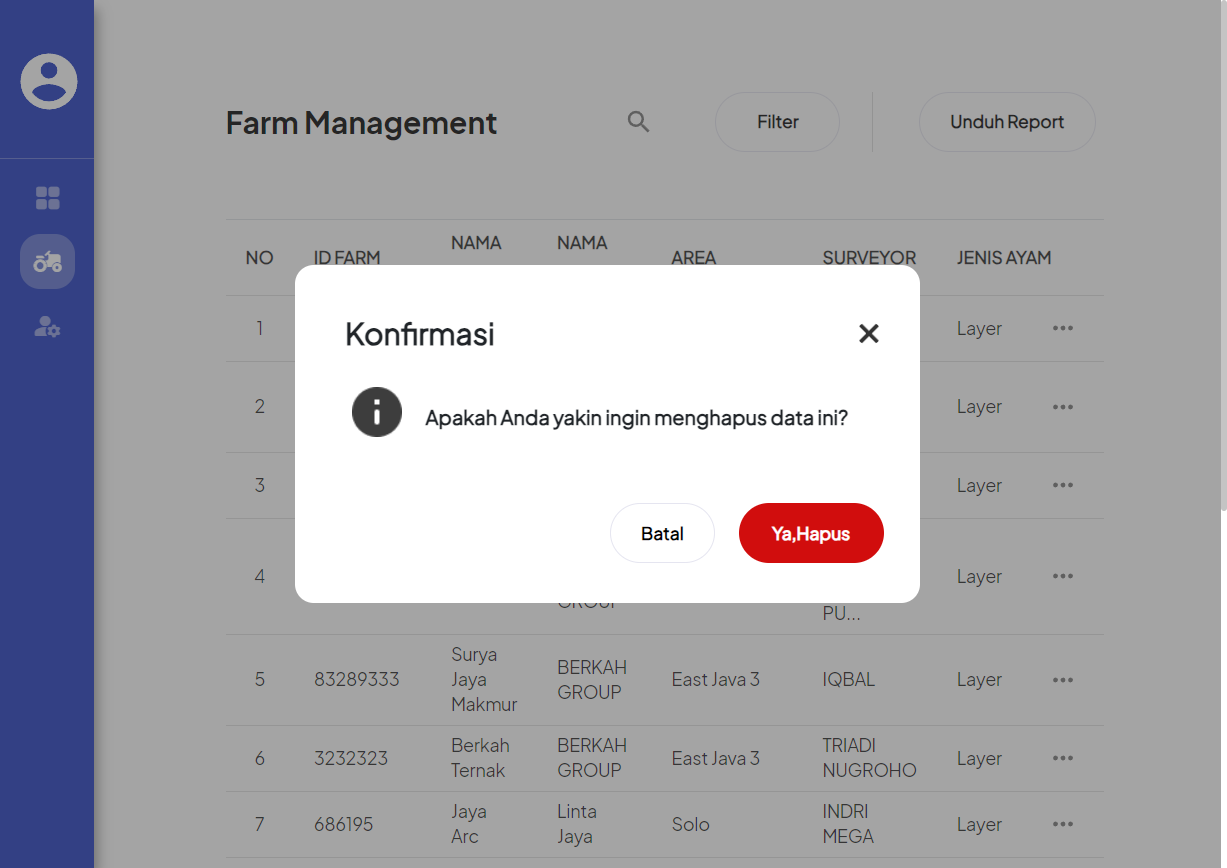 Farm Management
Filter
Unduh Report
NO ID FARM NAMA NAMA AREA SURVEYOR JENIS AYAM
1 Layer
2 Layer
3 Layer
4 Layer
Konfirmasi
Apakah Anda yakin ingin menghapus data ini?
Batal
Ya,Hapus
PU...
5 83289333 Surya Jaya Makmur BERKAH GROUP East Java 3 IQBAL Layer
6 3232323 Berkah Ternak BERKAH GROUP East Java 3 TRIADI NUGROHO Layer
7 686195 Jaya Arc Linta Jaya Solo INDRI MEGA Layer